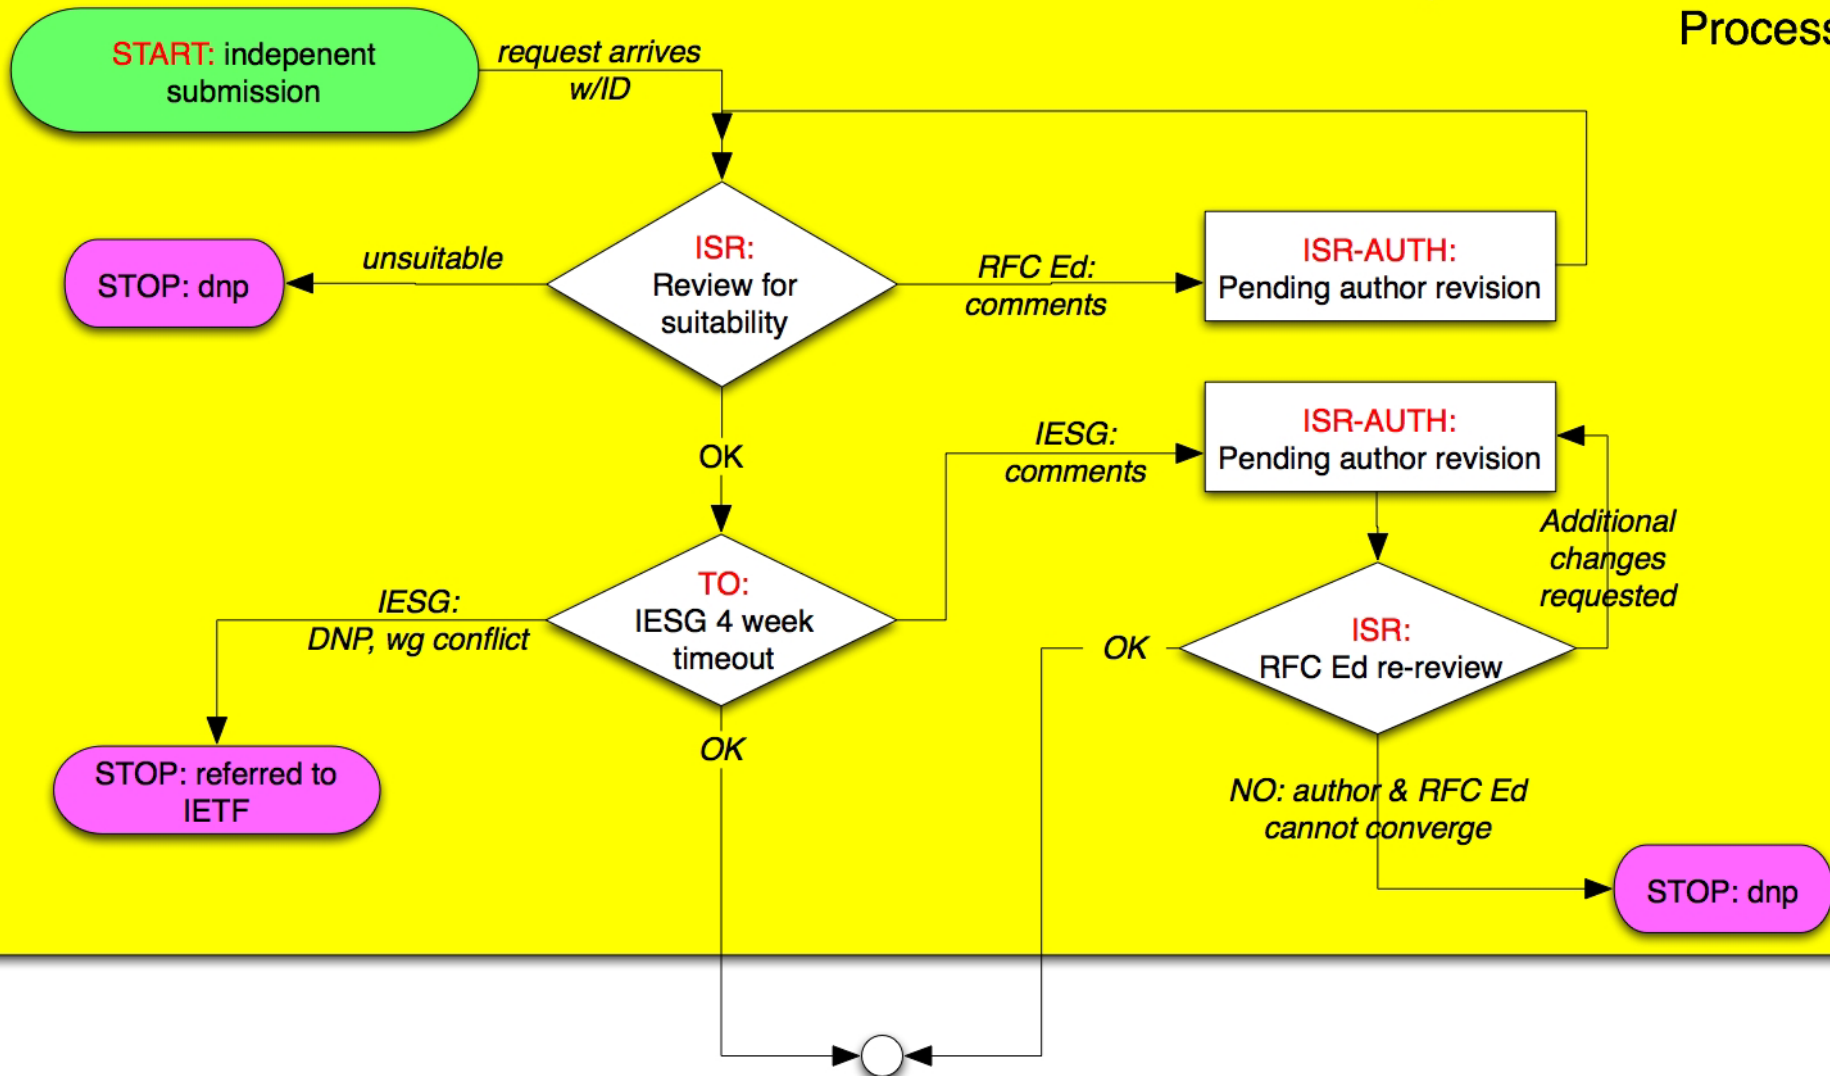 Process
START: indepenent
submission
request arrives
w/ID
unsuitable
STOP: dnp
ISR:
Review for
suitability
RFC Ed:
comments
ISR-AUTH:
Pending author revision
OK
IESG:
comments
ISR-AUTH:
Pending author revision
Additional
changes
requested
IESG:
DNP, wg conflict
TO:
IESG 4 week
timeout
OK
ISR:
RFC Ed re-review
STOP: referred to
IETF
OK
NO: author & RFC Ed
cannot converge
STOP: dnp